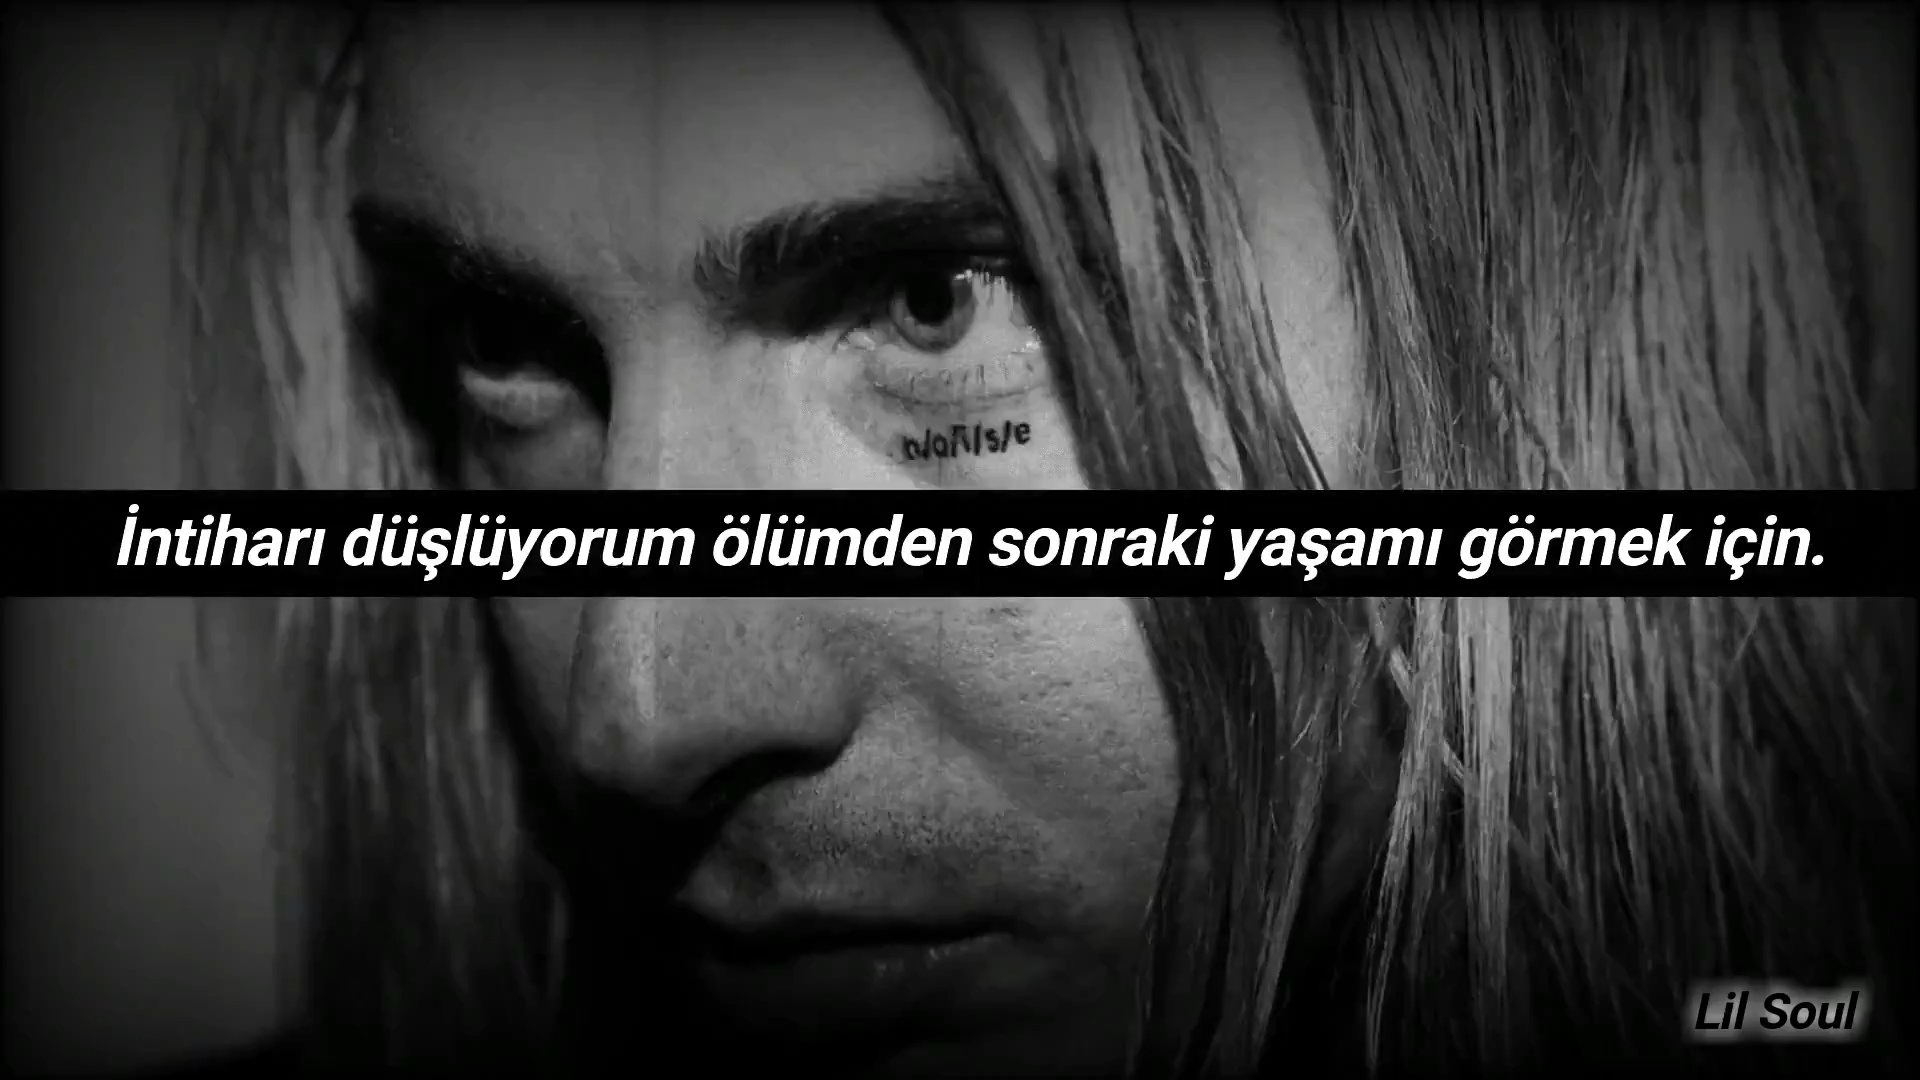 n/o/i/s/e
İntiharı düşlüyorum ölümden sonraki yaşamı görmek için.
Lil Soul